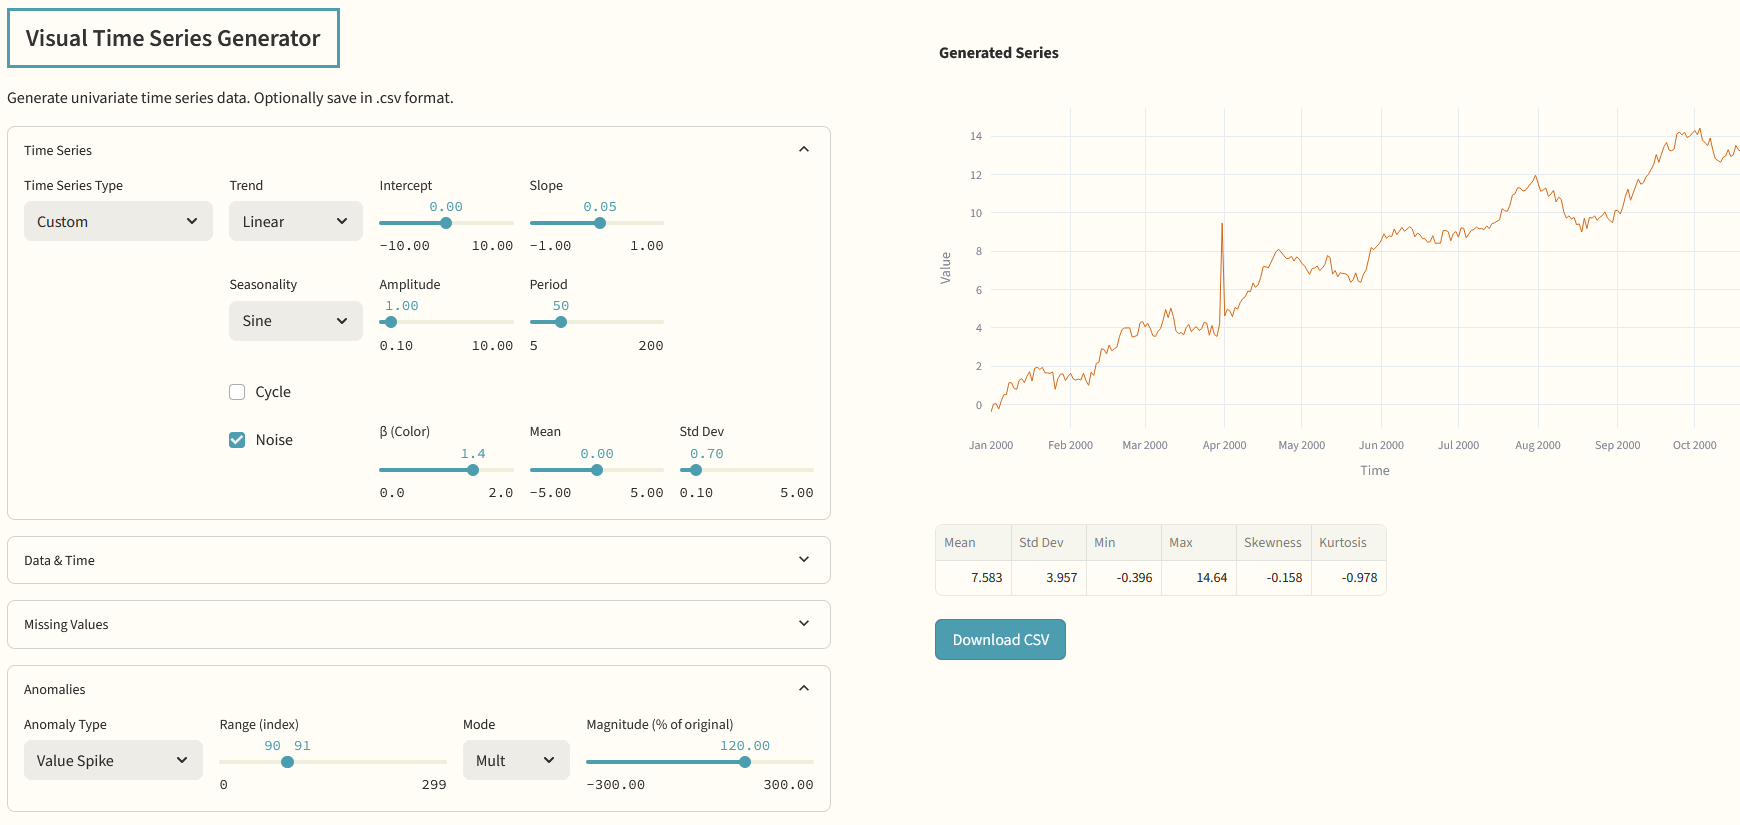 Visual Time Series Generator
Generate univariate time series data. Optionally save in .csv format.
Time Series
Time Series Type
Trend
Intercept
Slope
0.00
0.05
Custom
Linear
-10.00
10.00
-1.00
1.00
Seasonality
Amplitude
Period
1.00
50
Sine
0.10
10.00
5
200
Cycle
Noise
β (Color)
Mean
Std Dev
1.4
0.00
0.70
0.0
2.0
-5.00
5.00
0.10
5.00
Data & Time
Missing Values
Anomalies
Anomaly Type
Range (index)
Mode
Magnitude (% of original)
90
91
120.00
Value Spike
Mult
0
299
-300.00
300.00
Generated Series
14
12
10
8
6
4
2
0
Value
Jan 2000
Feb 2000
Mar 2000
Apr 2000
May 2000
Jun 2000
Jul 2000
Aug 2000
Sep 2000
Oct 2000
Time
Mean
Std Dev
Min
Max
Skewness
Kurtosis
7.583
3.957
-0.396
14.64
-0.158
-0.978
Download CSV